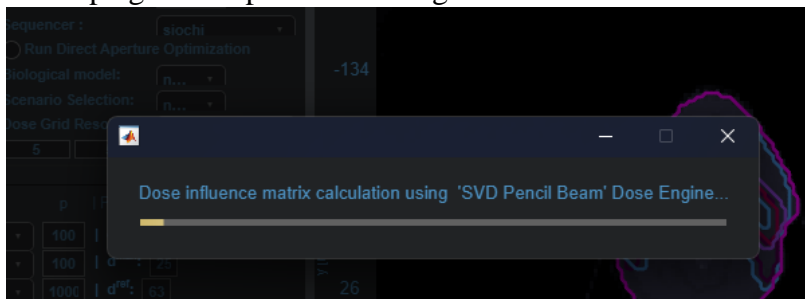 Sequencer :
siochi
Run Direct Aperture Optimization
Biological model:
n...
-134
Scenario Selection:
n...
Dose Grid Reso
5
Dose influence matrix calculation using 'SVD Pencil Beam' Dose Engine...
p
100
100
d
25
1000
d^ref:
63
26